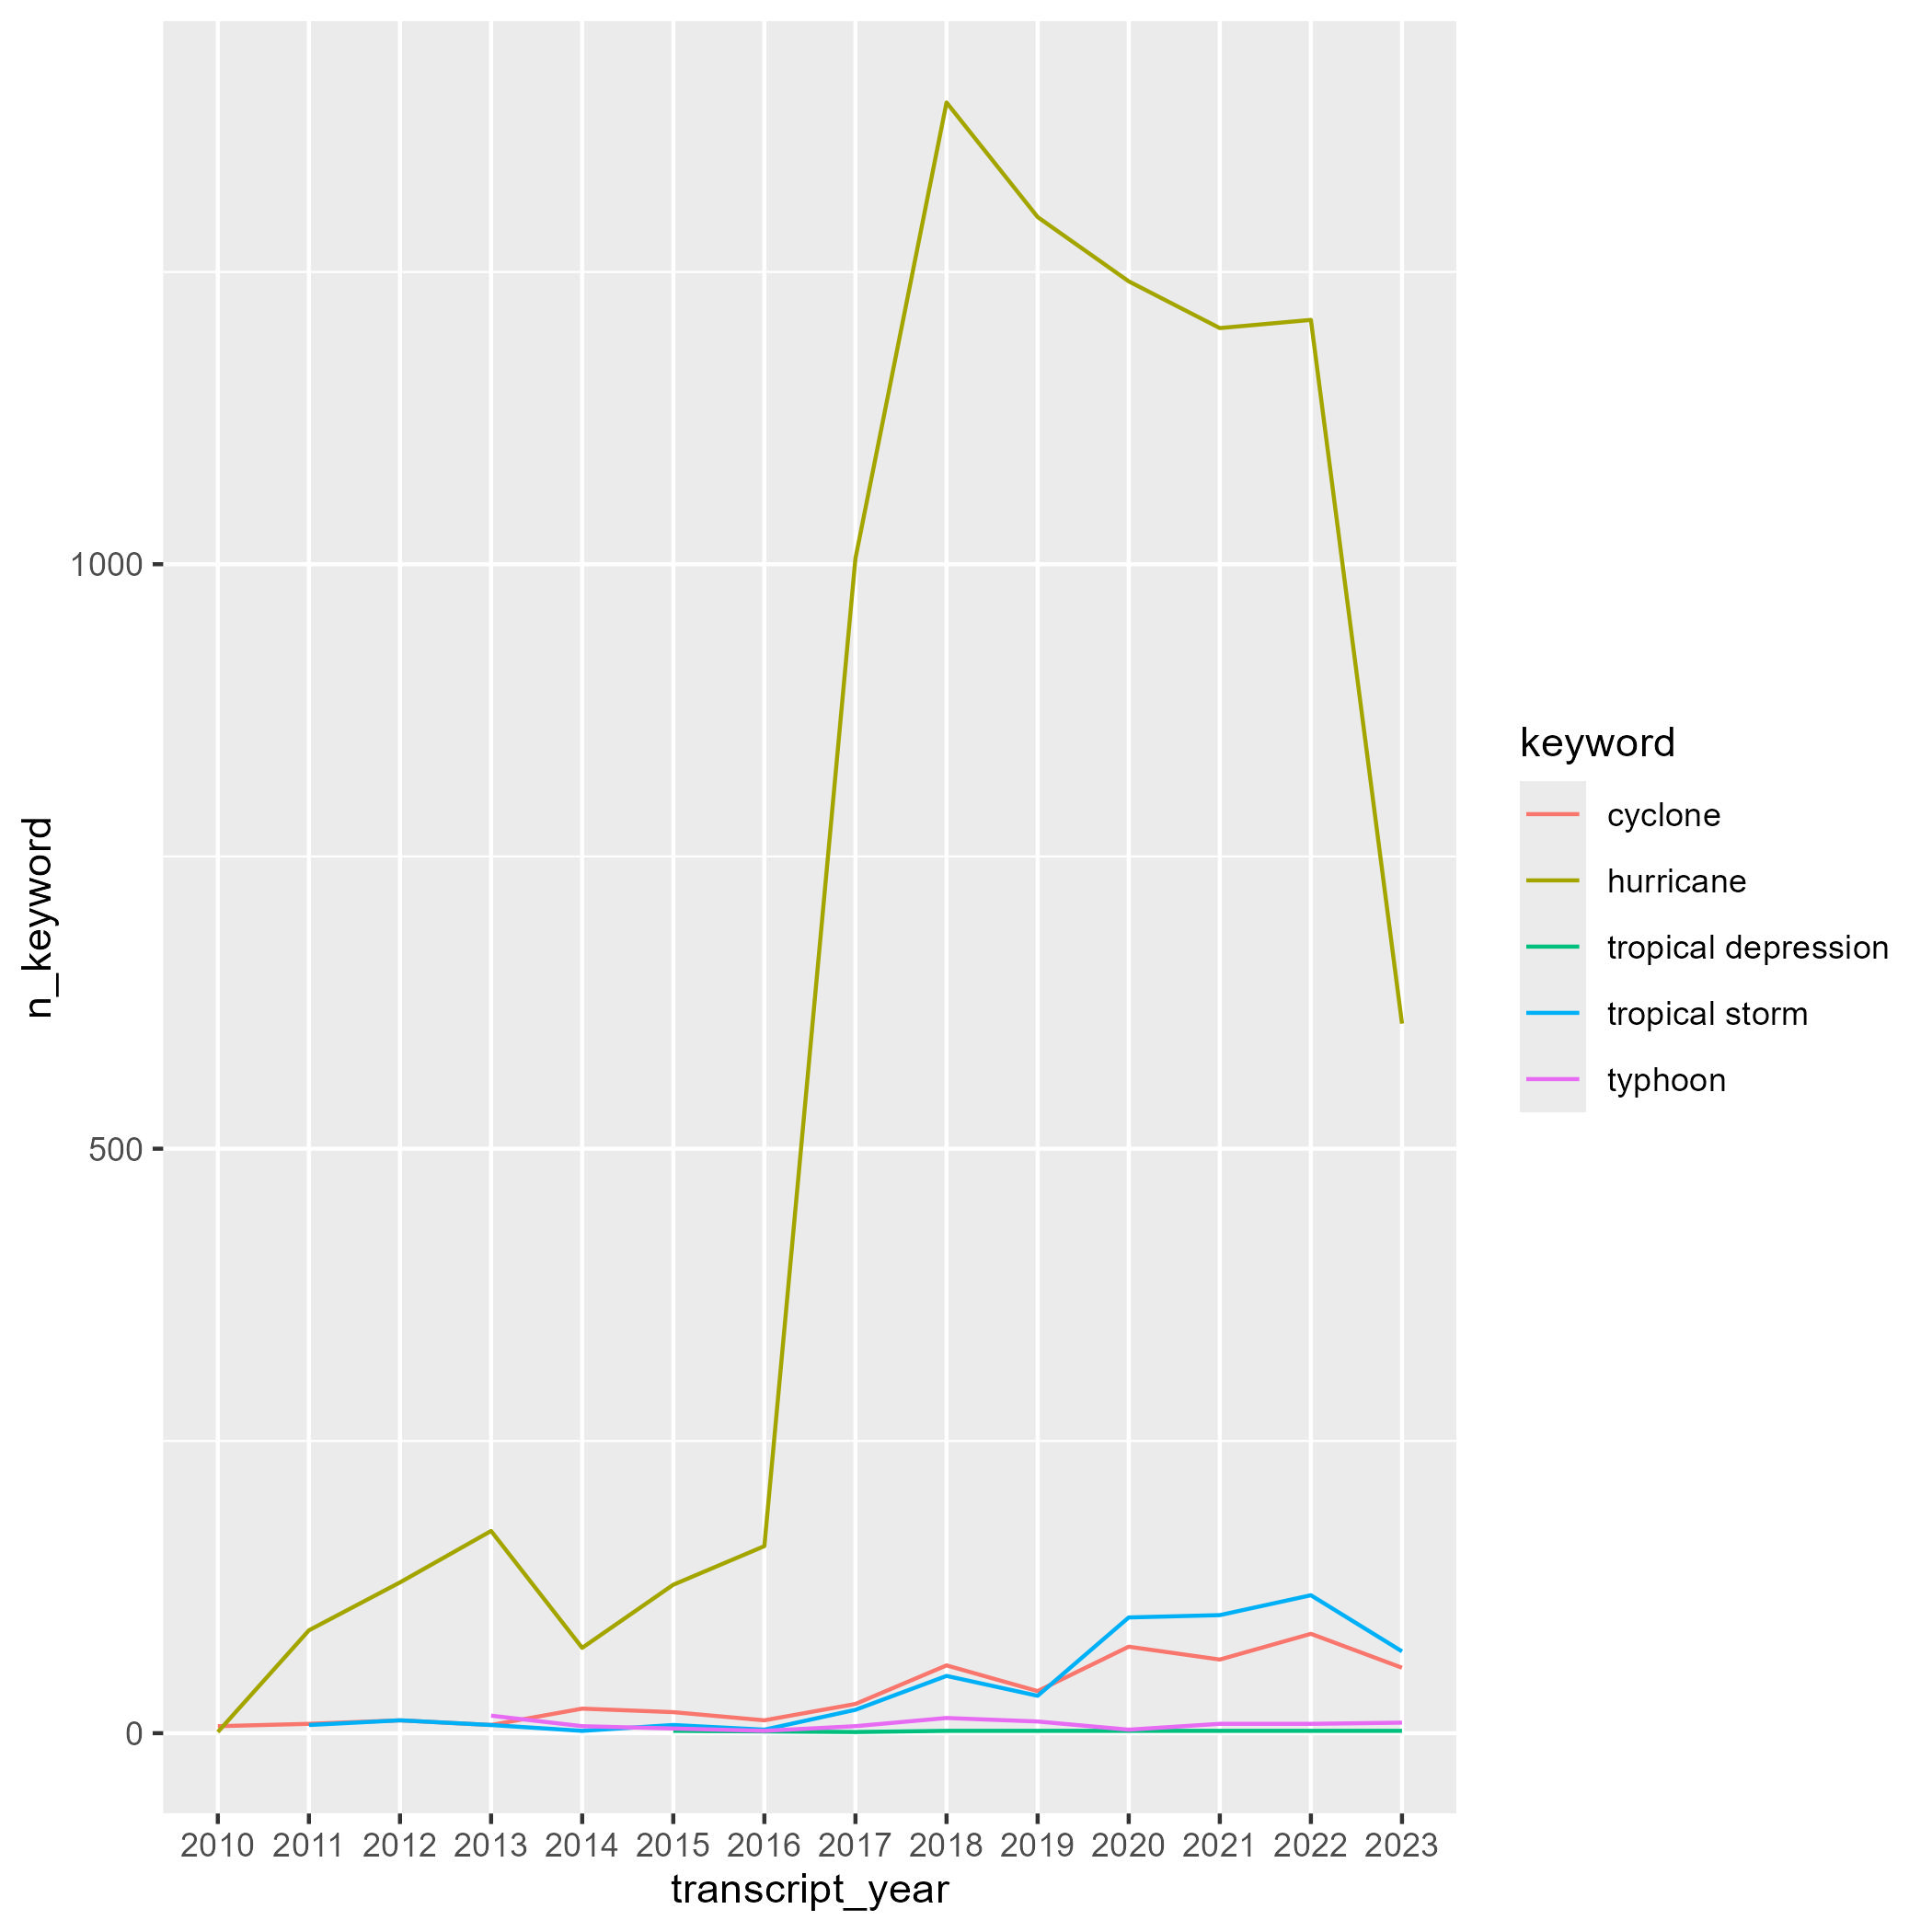 n_keyword
1000
500
0
2010 2011 2012 2013 2014 2015 2016 2017 2018 2019 2020 2021 2022 2023
transcript_year
keyword
cyclone
hurricane
tropical depression
tropical storm
typhoon